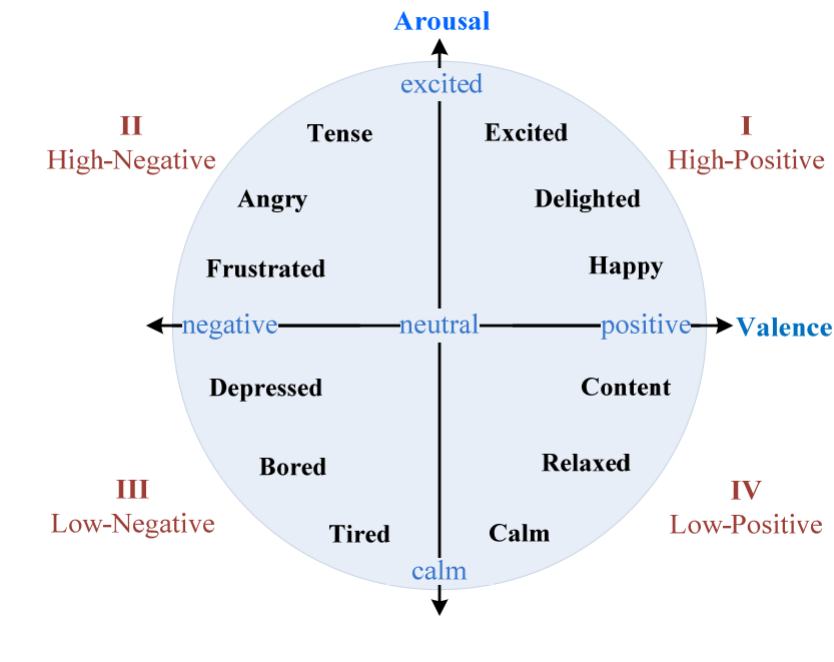 Arousal
excited
II
High-Negative
I
High-Positive
Tense
Excited
Angry
Delighted
Frustrated
Happy
negative
neutral
positive
Valence
Depressed
Content
Bored
Relaxed
III
Low-Negative
IV
Low-Positive
Tired
Calm
calm